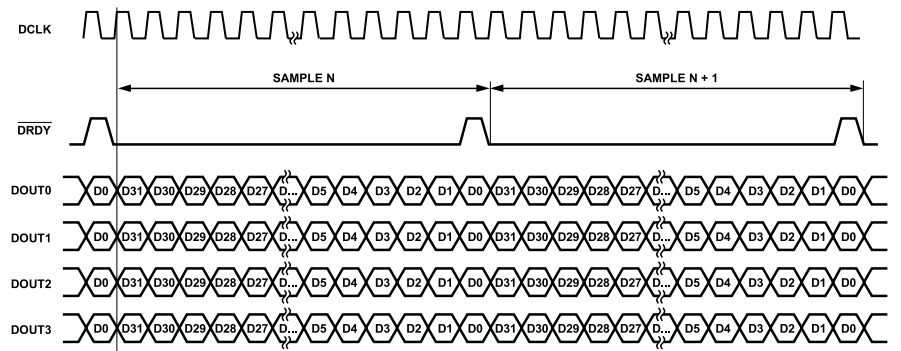 DCLK
SAMPLE N SAMPLE N + 1
DRDY
DOUT0 D0 D31 D30 D29 D28 D27 D... D5 D4 D3 D2 D1 D0 D31 D30 D29 D28 D27 D... D5 D4 D3 D2 D1 D0
DOUT1 D0 D31 D30 D29 D28 D27 D... D5 D4 D3 D2 D1 D0 D31 D30 D29 D28 D27 D... D5 D4 D3 D2 D1 D0
DOUT2 D0 D31 D30 D29 D28 D27 D... D5 D4 D3 D2 D1 D0 D31 D30 D29 D28 D27 D... D5 D4 D3 D2 D1 D0
DOUT3 D0 D31 D30 D29 D28 D27 D... D5 D4 D3 D2 D1 D0 D31 D30 D29 D28 D27 D... D5 D4 D3 D2 D1 D0